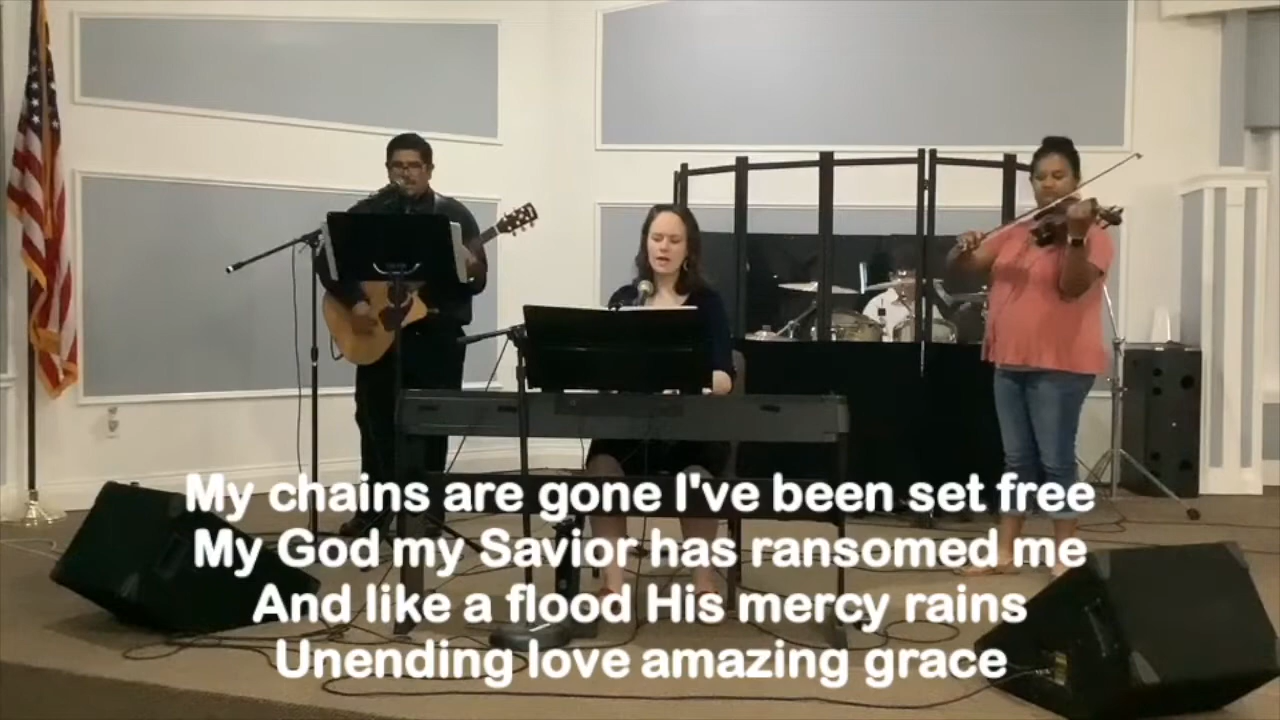 My chains are gone I've been set free
My God my Savior has ransomed me
And like a flood His mercy rains
Unending love amazing grace